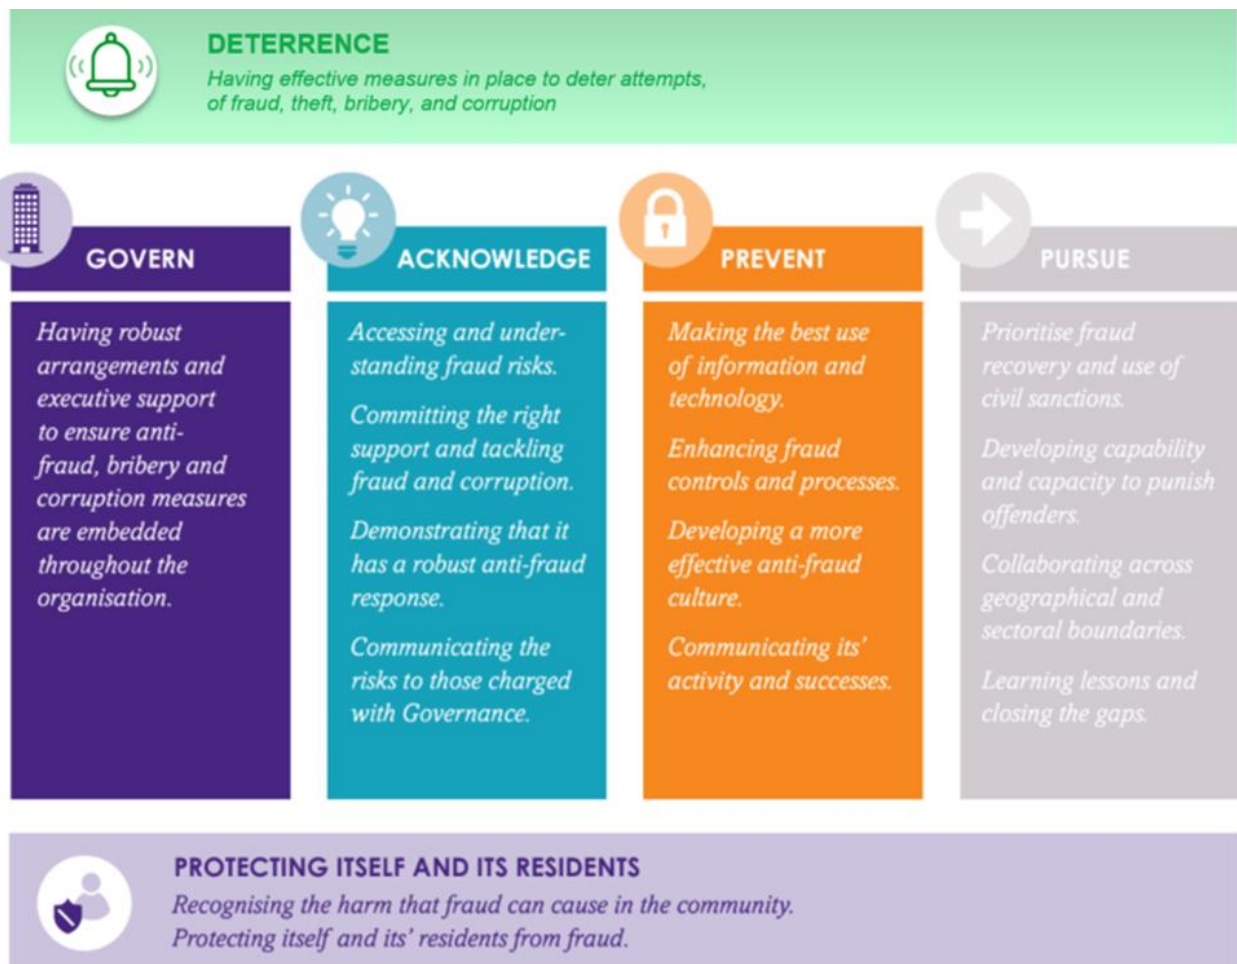 DETERRENCE
Having effective measures in place to deter attempts,
of fraud, theft, bribery, and corruption
GOVERN
Having robust
arrangements and
executive support
to ensure anti-
fraud, bribery and
corruption measures
are embedded
throughout the
organisation.
ACKNOWLEDGE
Accessing and under-
standing fraud risks.
Committing the right
support and tackling
fraud and corruption.
Demonstrating that it
has a robust anti-fraud
response.
Communicating the
risks to those charged
with Governance.
PREVENT
Making the best use
of information and
technology.
Enhancing fraud
controls and processes.
Developing a more
effective anti-fraud
culture.
Communicating its’
activity and successes.
PURSUE
Prioritise fraud
recovery and use of
civil sanctions.
Developing capability
and capacity to punish
offenders.
Collaborating across
geographical and
sectoral boundaries.
Learning lessons and
closing the gaps.
PROTECTING ITSELF AND ITS RESIDENTS
Recognising the harm that fraud can cause in the community.
Protecting itself and its’ residents from fraud.